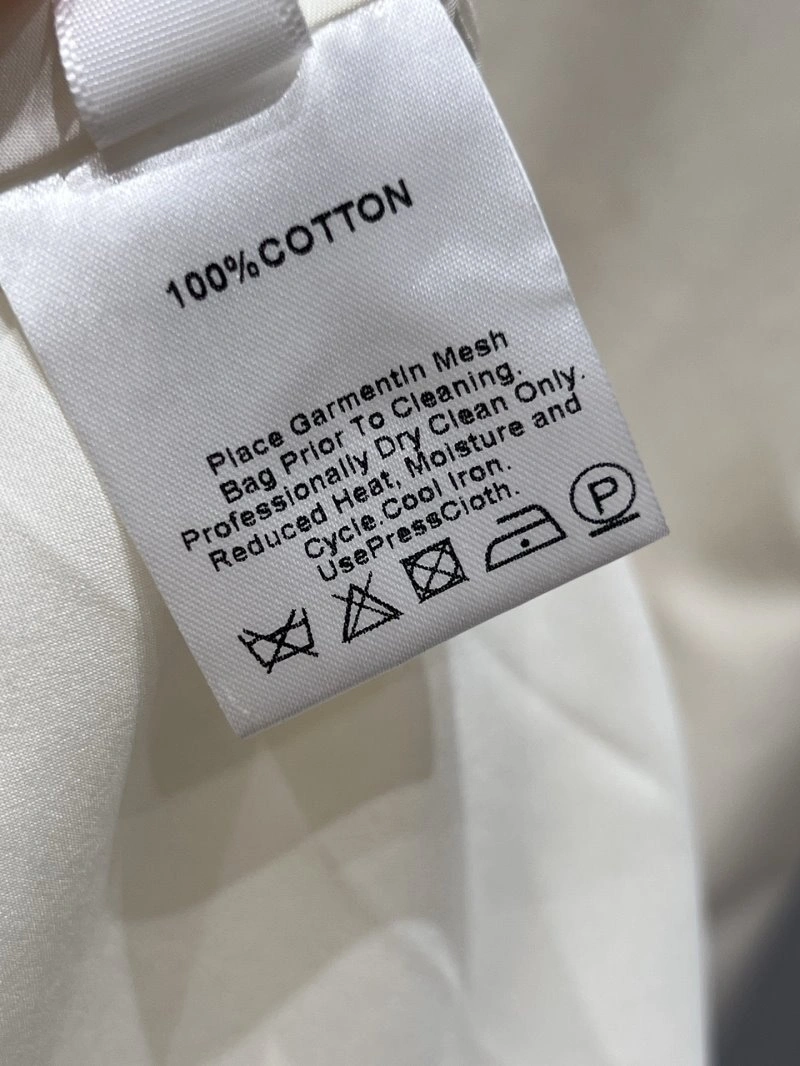 100%COTTON
Place GarmentIn Mesh
Bag Prior To Cleaning.
Professionally Dry Clean Only.
Reduced Heat, Moisture and
Cycle.Cool Iron.
UsePressCloth.
P